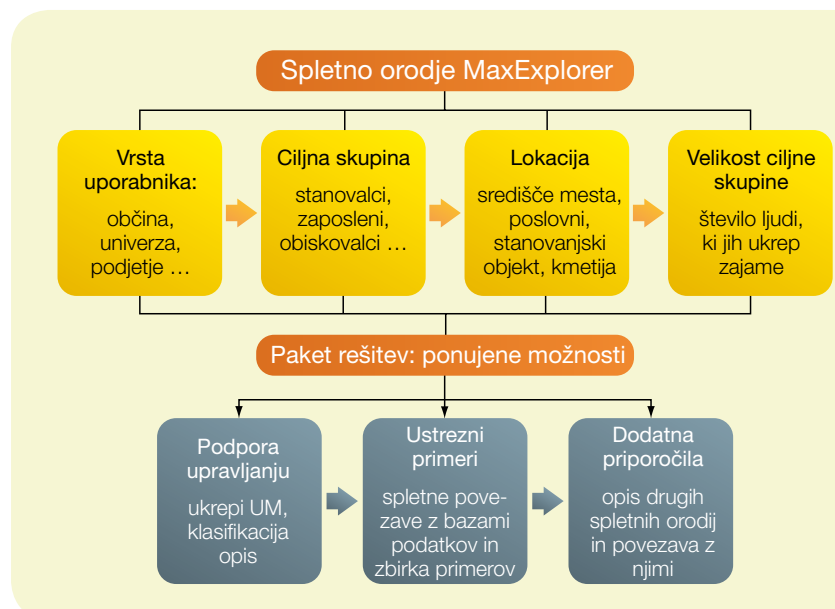 Spletno orodje MaxExplorer
Vrsta
uporabnika:
občina,
univerza,
podjetje …
Ciljna skupina
stanovalci,
zaposleni,
obiskovalci …
Lokacija
središče mesta,
poslovni,
stanovanjski
objekt, kmetija
Velikost ciljne
skupine
število ljudi,
ki jih ukrep
zajame
Paket rešitev: ponujene možnosti
Podpora
upravljanju
ukrepi UM,
klasifikacija
opis
Ustrezni
primeri
spletne pove-
zave z bazami
podatkov in
zbirka primerov
Dodatna
priporočila
opis drugih
spletnih orodij
in povezava z
njimi